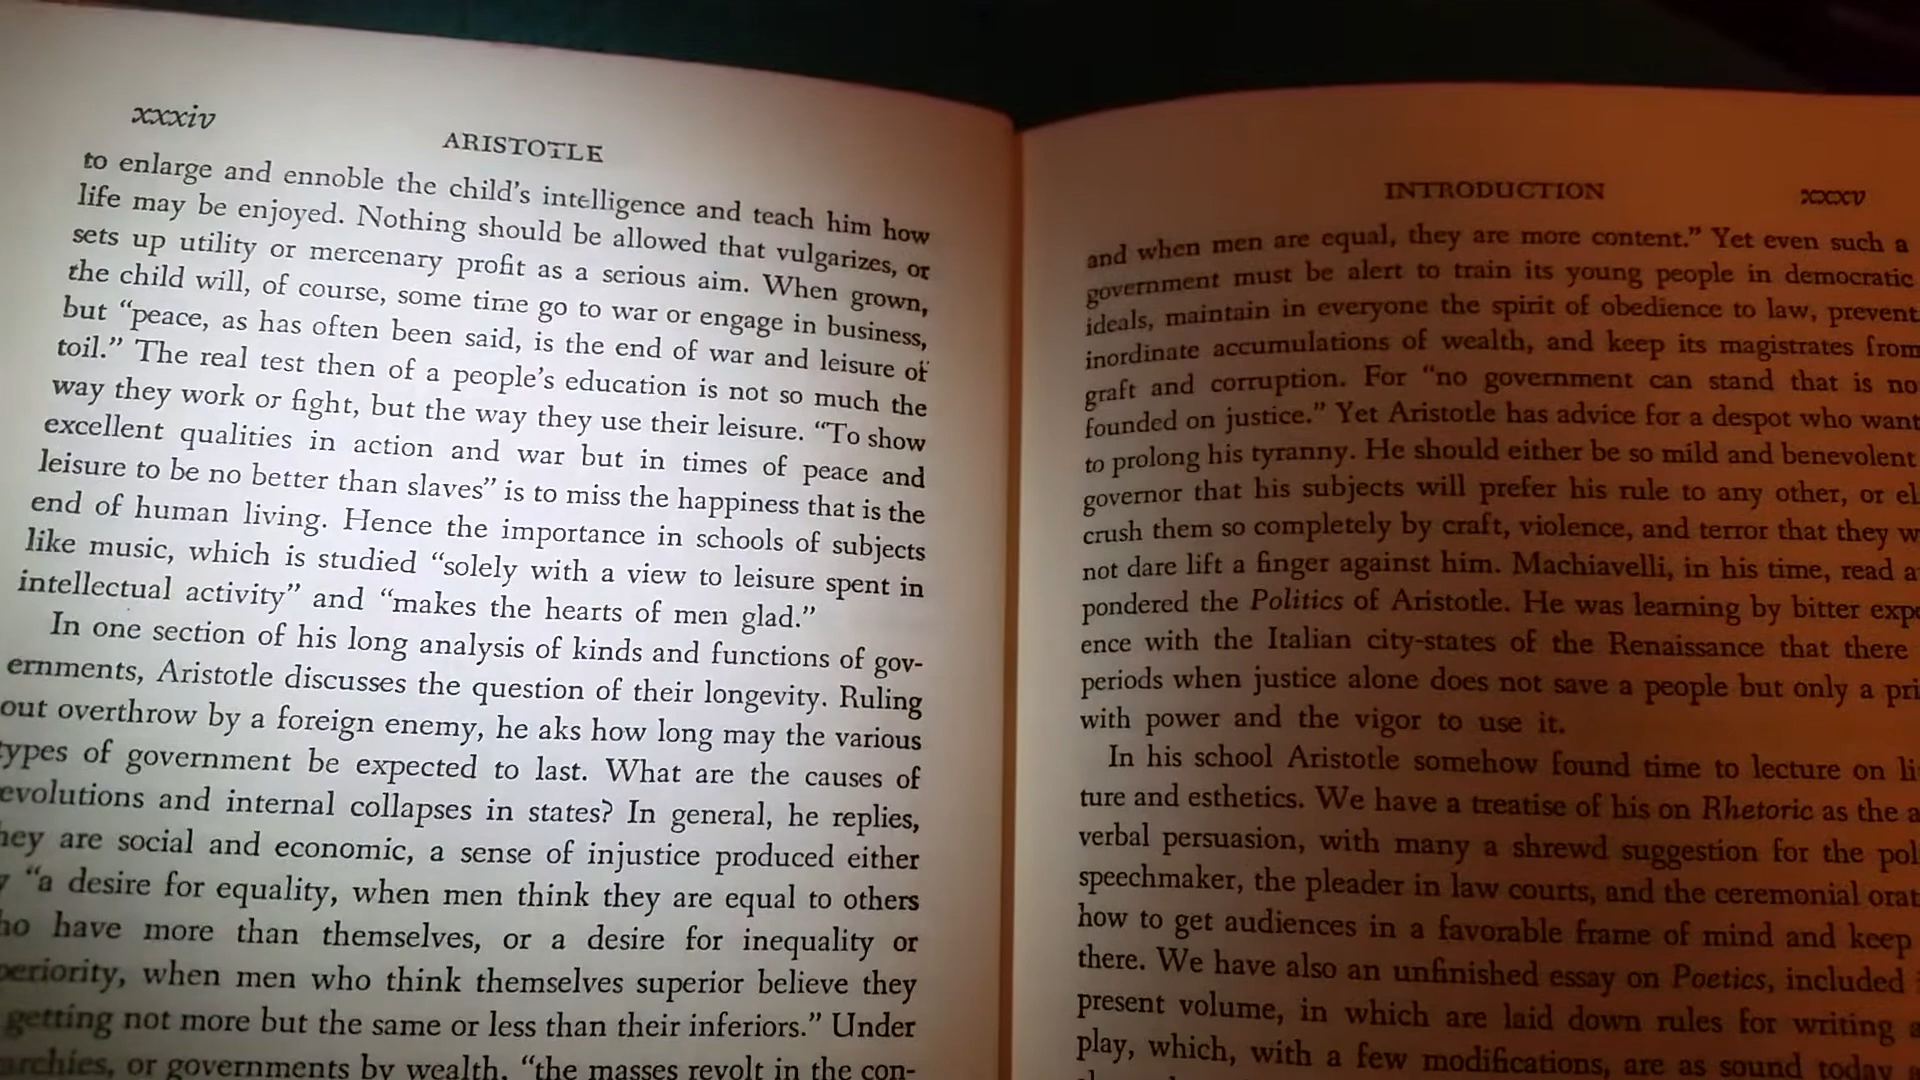 xxxiv
ARISTOTLE
to enlarge and ennoble the child's intelligence and teach him how
life may be enjoyed. Nothing should be allowed that vulgarizes, or
sets up utility or mercenary profit as a serious aim. When grown,
the child will, of course, some time go to war or engage in business,
but “peace, as has often been said, is the end of war and leisure of
toil.” The real test then of a people's education is not so much the
way they work or fight, but the way they use their leisure. “To show
excellent qualities in action and war but in times of peace and
leisure to be no better than slaves” is to miss the happiness that is the
end of human living. Hence the importance in schools of subjects
like music, which is studied “solely with a view to leisure spent in
intellectual activity” and “makes the hearts of men glad.”
In one section of his long analysis of kinds and functions of gov-
ernments, Aristotle discusses the question of their longevity. Ruling
out overthrow by a foreign enemy, he aks how long may the various
types of government be expected to last. What are the causes of
evolutions and internal collapses in states? In general, he replies,
hey are social and economic, a sense of injustice produced either
“a desire for equality, when men think they are equal to others
ho have more than themselves, or a desire for inequality or
periority, when men who think themselves superior believe they
getting not more but the same or less than their inferiors.” Under
archies, or governments by wealth, “the masses revolt in the con-
INTRODUCTION
xxxv
and when men are equal, they are more content.” Yet even such a
government must be alert to train its young people in democratic
ideals, maintain in everyone the spirit of obedience to law, prevent
inordinate accumulations of wealth, and keep its magistrates from
graft and corruption. For “no government can stand that is no
founded on justice.” Yet Aristotle has advice for a despot who want
to prolong his tyranny. He should either be so mild and benevolent
governor that his subjects will prefer his rule to any other, or el
crush them so completely by craft, violence, and terror that they w
not dare lift a finger against him. Machiavelli, in his time, read a
pondered the Politics of Aristotle. He was learning by bitter expe
ence with the Italian city-states of the Renaissance that there
periods when justice alone does not save a people but only a pri
with power and the vigor to use it.
In his school Aristotle somehow found time to lecture on li
ture and esthetics. We have a treatise of his on Rhetoric as the a
verbal persuasion, with many a shrewd suggestion for the pol
speechmaker, the pleader in law courts, and the ceremonial orat
how to get audiences in a favorable frame of mind and keep
there. We have also an unfinished essay on Poetics, included
present volume, in which are laid down rules for writing a
play, which, with a few modifications, are as sound today